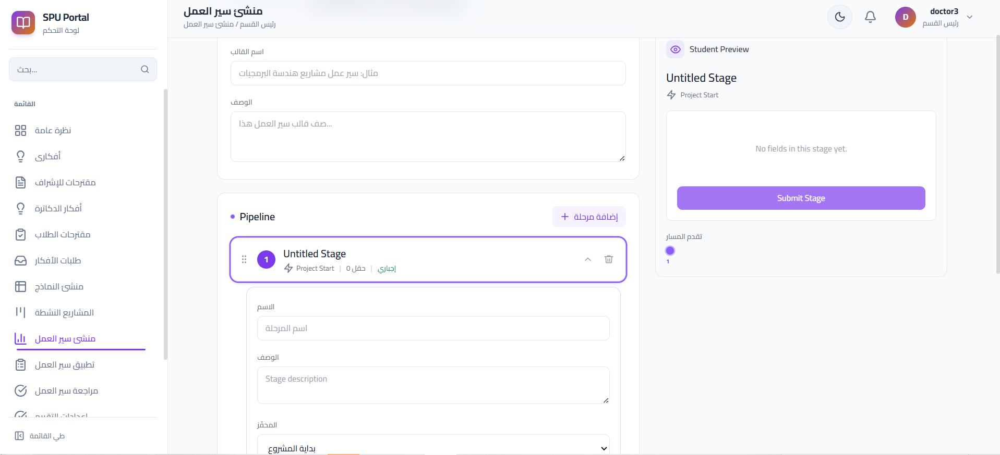 SPU Portal
لوحة التحكم
بحث...
القائمة
نظرة عامة
أفكاري
مقترحات للإشراف
أفكار الدكاترة
مقترحات الطلاب
طلبات الأفكار
منشئ النماذج
المشاريع النشطة
منشئ سير العمل
تطبيق سير العمل
مراجعة سير العمل
إعدادات التقييم
طي القائمة
منشئ سير العمل
رئيس القسم / منشئ سير العمل
doctor3
رئيس القسم
D
اسم القالب
مثال: سير عمل مشاريع هندسة البرمجيات
الوصف
صف قالب سير العمل هذا...
Pipeline
إضافة مرحلة
1
Untitled Stage
Project Start | 0 حقل | إجباري
الاسم
اسم المرحلة
الوصف
Stage description
المحفّز
بداية المشروع
Student Preview
Untitled Stage
Project Start
No fields in this stage yet.
Submit Stage
تقدم المسار
1